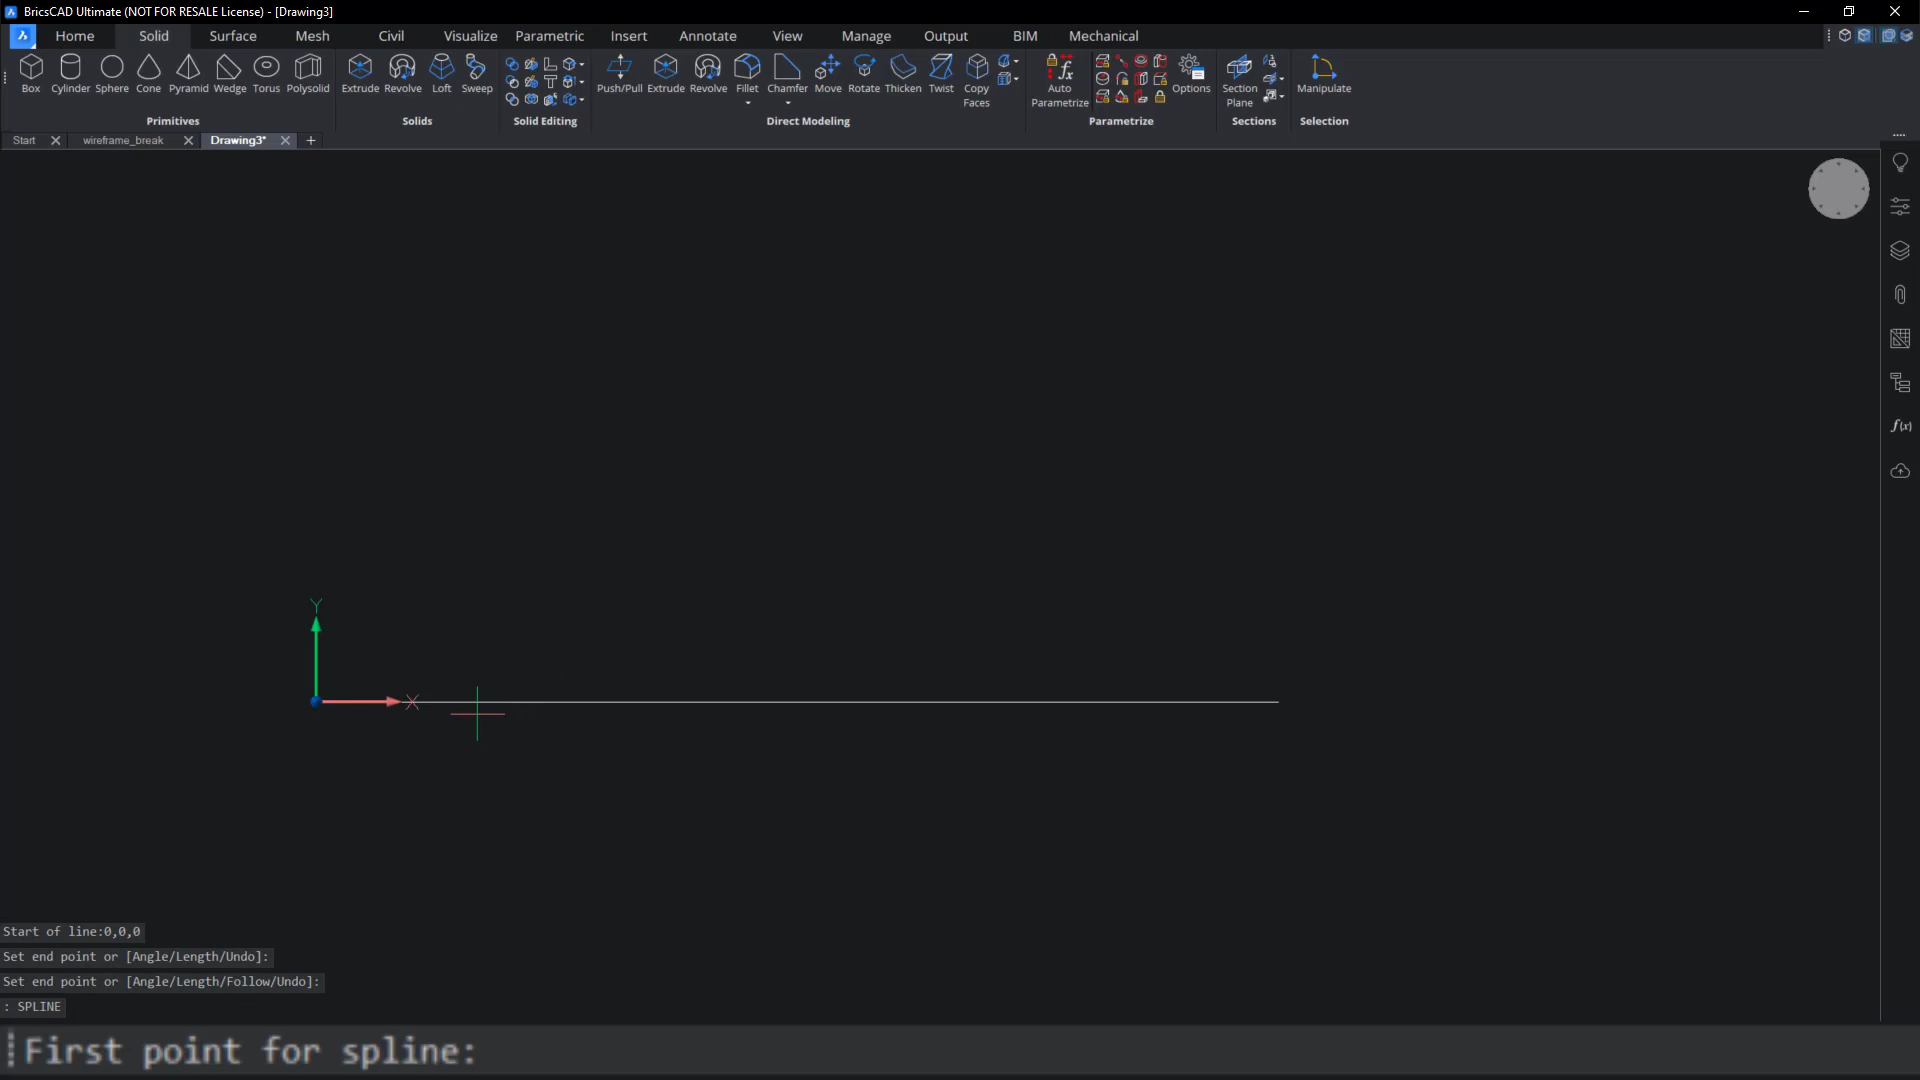 BricsCAD Ultimate (NOT FOR RESALE License) - [Drawing3]
Home Solid Surface Mesh Civil Visualize Parametric Insert Annotate View Manage Output BIM Mechanical
Box Cylinder Sphere Cone Pyramid Wedge Torus Polysolid Extrude Revolve Loft Sweep Push/Pull Extrude Revolve Fillet Chamfer Move Rotate Thicken Twist Copy Faces Auto Parametrize Options Section Plane Manipulate
Primitives Solids Solid Editing Direct Modeling Parametrize Sections Selection
Start wireframe_break Drawing3*
f(x)
Y
X
Start of line:0,0,0
Set end point or [Angle/Length/Undo]:
Set end point or [Angle/Length/Follow/Undo]:
: SPLINE
First point for spline: